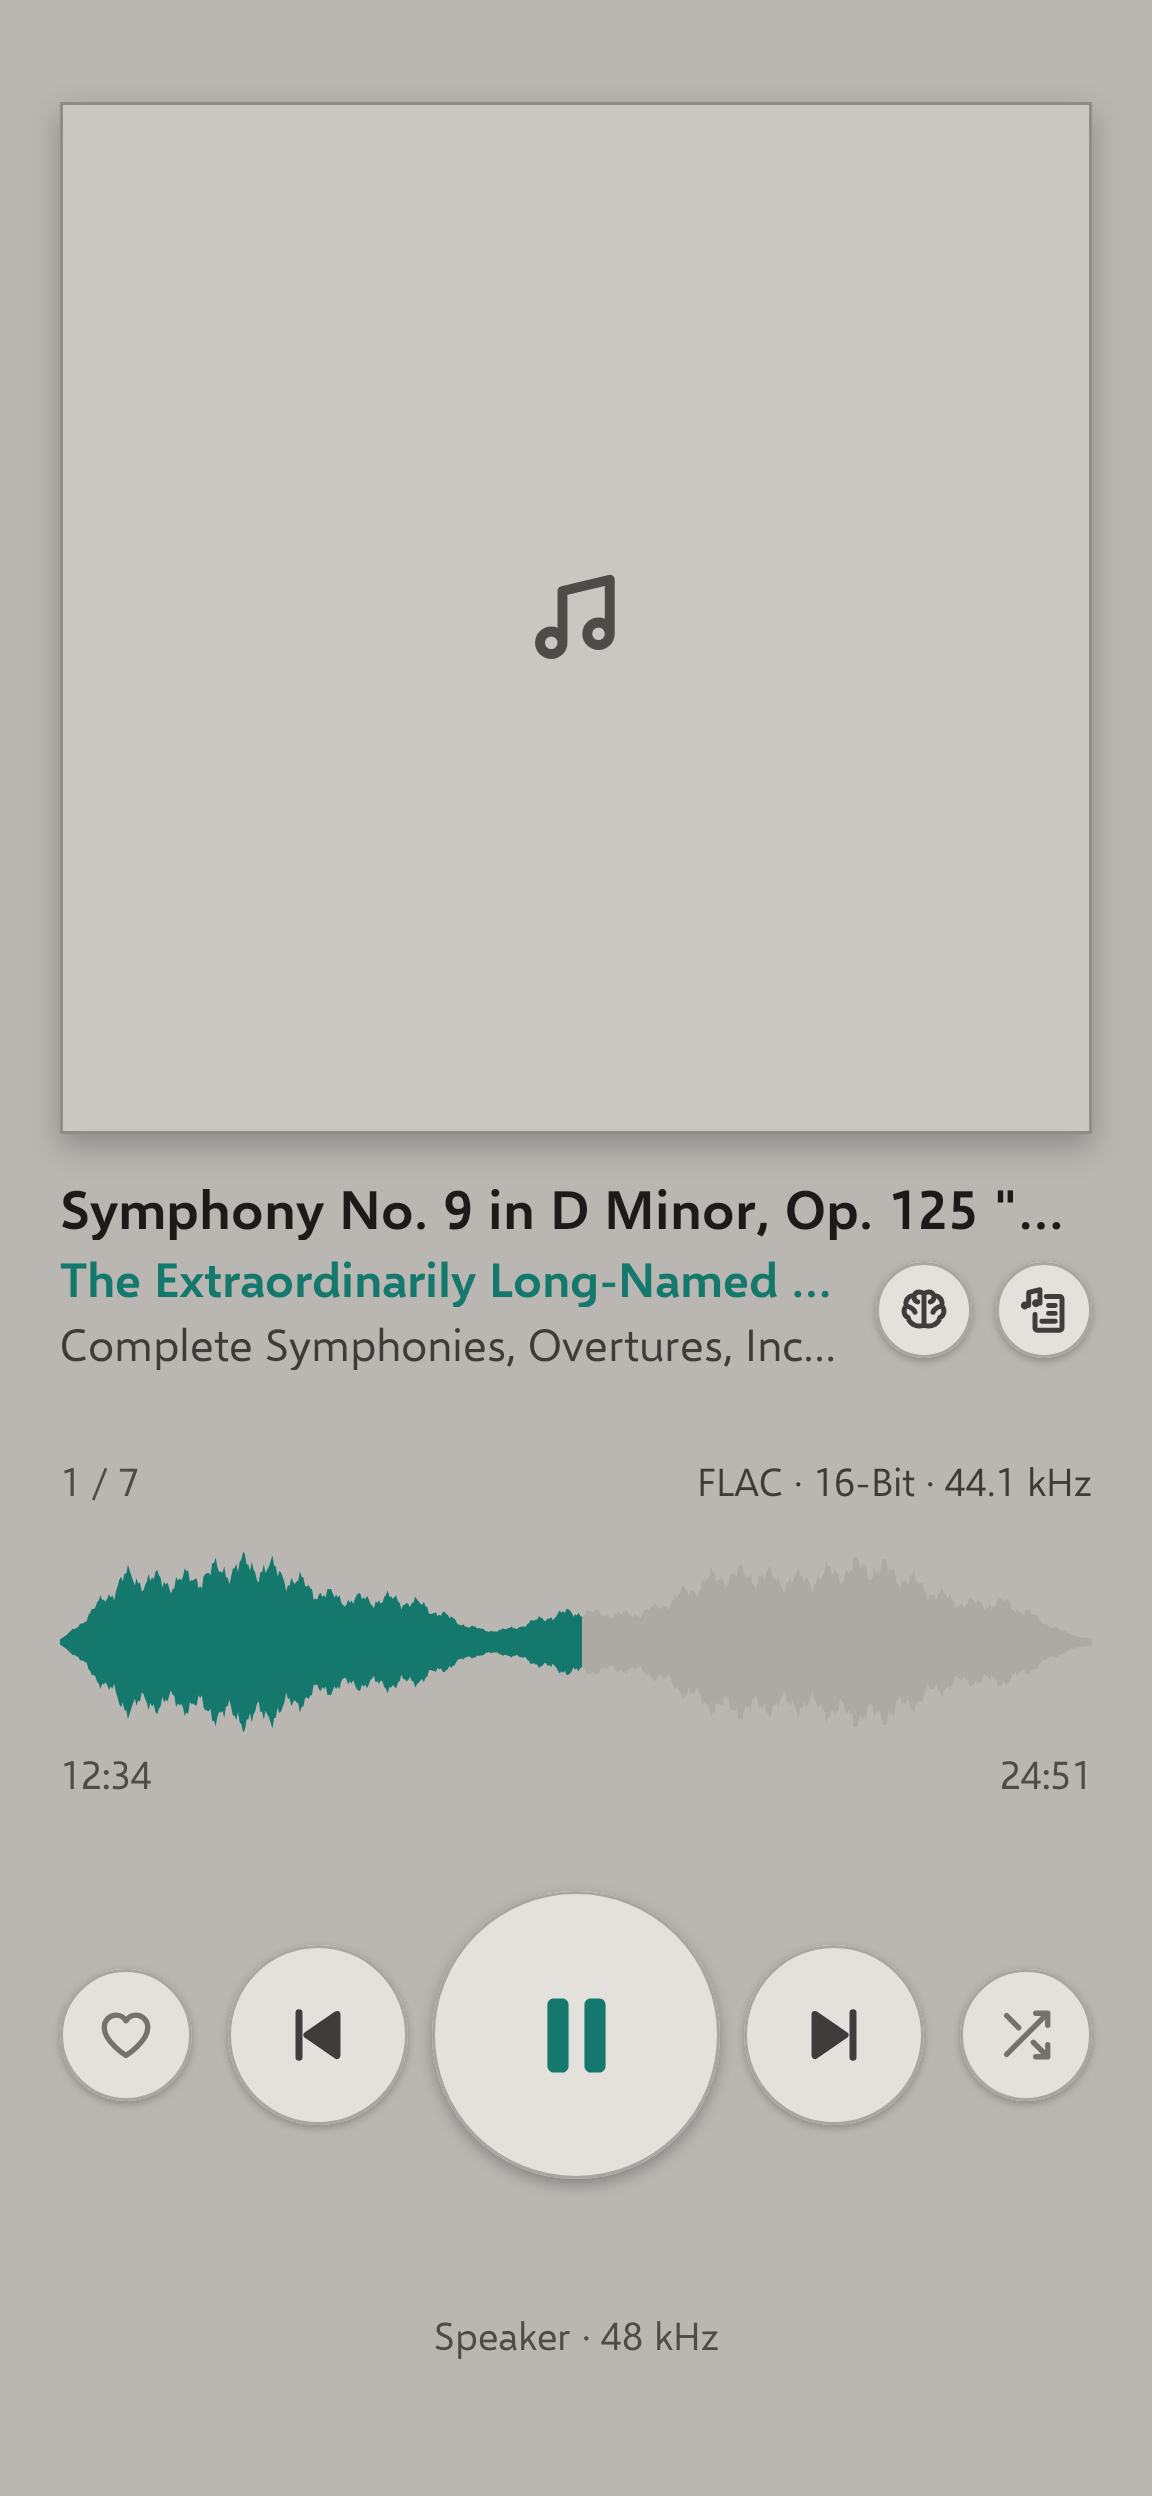 Symphony No. 9 in D Minor, Op. 125 "...
The Extraordinarily Long-Named ...
Complete Symphonies, Overtures, Inc...
1 / 7
FLAC · 16-Bit · 44.1 kHz
12:34
24:51
Speaker · 48 kHz